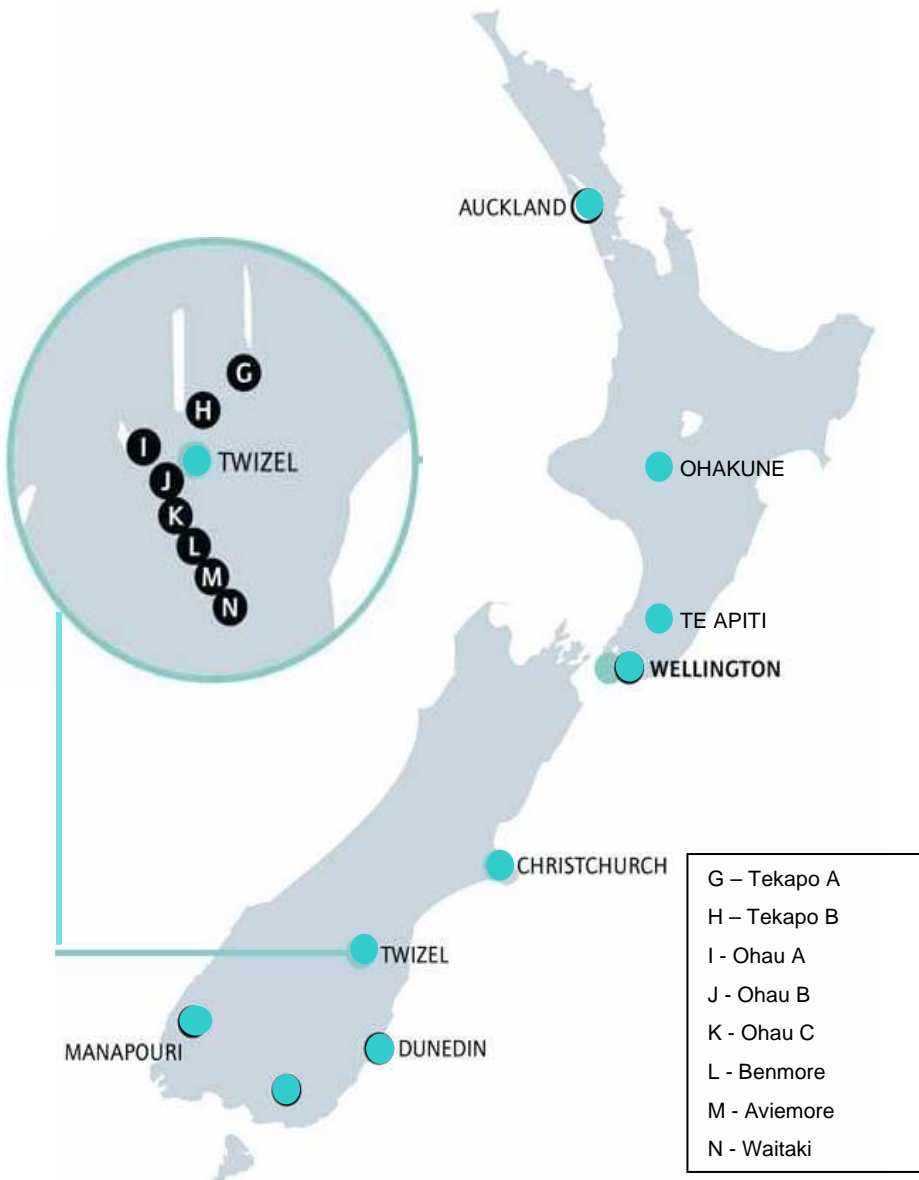 AUCKLAND
G
H
I
TWIZEL
J
K
L
M
N
OHAKUNE
TE APITI
WELLINGTON
CHRISTCHURCH
TWIZEL
MANAPOURI
DUNEDIN
G – Tekapo A
H – Tekapo B
I - Ohau A
J - Ohau B
K - Ohau C
L - Benmore
M - Aviemore
N - Waitaki